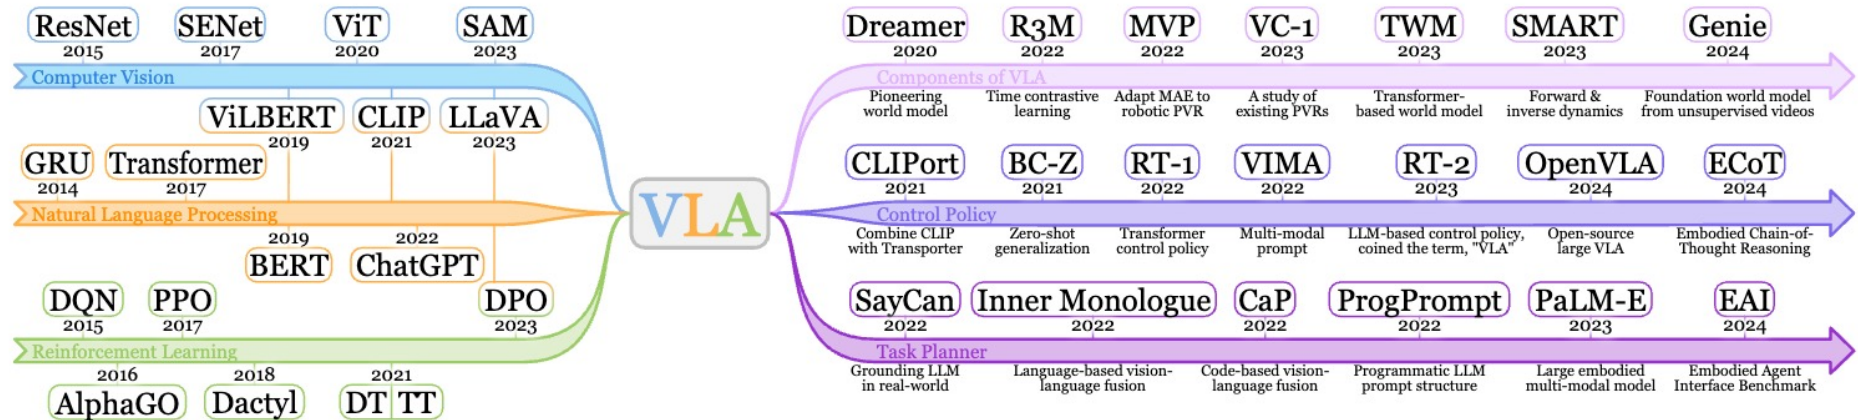 ResNet SENet ViT SAM
2015 2017 2020 2023
Computer Vision
ViLBERT CLIP LLaVA
2019 2021 2023
GRU Transformer
2014 2017
Natural Language Processing
2019 2022
BERT ChatGPT
DQN PPO DPO
2015 2017 2023
Reinforcement Learning
2016 2018 2021
AlphaGO Dactyl DT TT
VLA
Dreamer R3M MVP VC-1 TWM SMART Genie
2020 2022 2022 2023 2023 2023 2024
Components of VLA
Pioneering Time contrastive Adapt MAE to A study of Transformer- Forward & Foundation world model
world model learning robotic PVR existing PVRs based world model inverse dynamics from unsupervised videos
CLIPort BC-Z RT-1 VIMA RT-2 OpenVLA ECoT
2021 2021 2022 2022 2023 2024 2024
Control Policy
Combine CLIP Zero-shot Transformer Multi-modal LLM-based control policy, Open-source Embodied Chain-of-
with Transporter generalization control policy prompt coined the term, "VLA" large VLA Thought Reasoning
SayCan Inner Monologue CaP ProgPrompt PaLM-E EAI
2022 2022 2022 2022 2023 2024
Task Planner
Grounding LLM Language-based vision- Code-based vision- Programmatic LLM Large embodied Embodied Agent
in real-world language fusion language fusion prompt structure multi-modal model Interface Benchmark